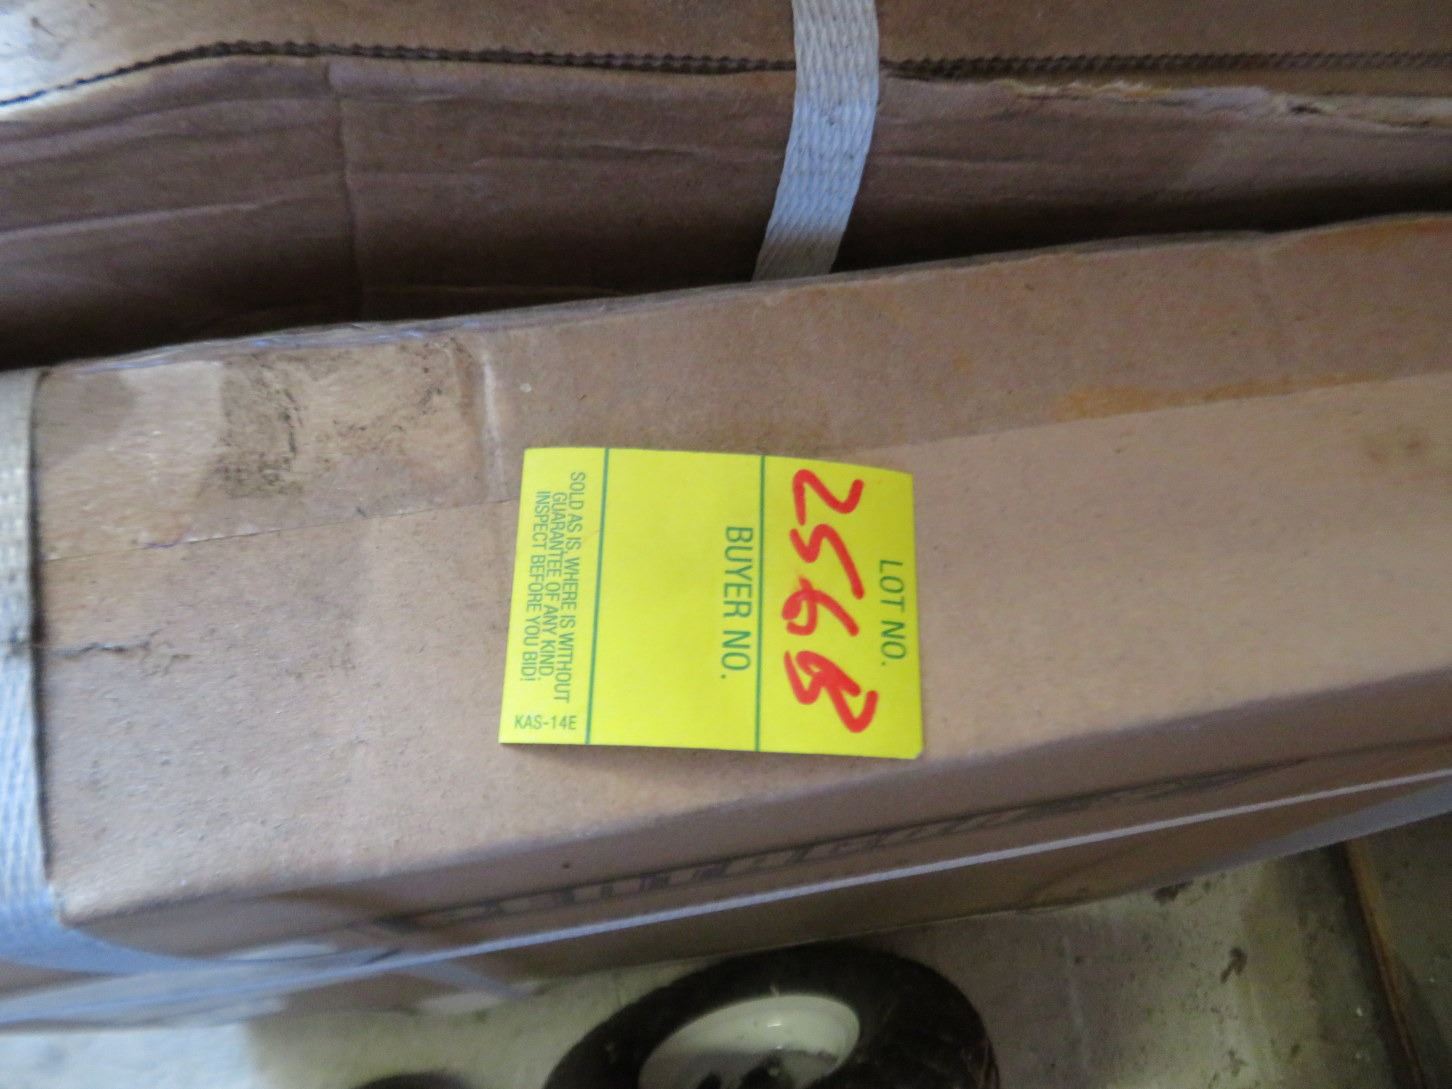 LOT NO.
2568
BUYER NO.
SOLD AS IS, WHERE IS WITHOUT
GUARANTEE OF ANY KIND.
INSPECT BEFORE YOU BID!
KAS-14E